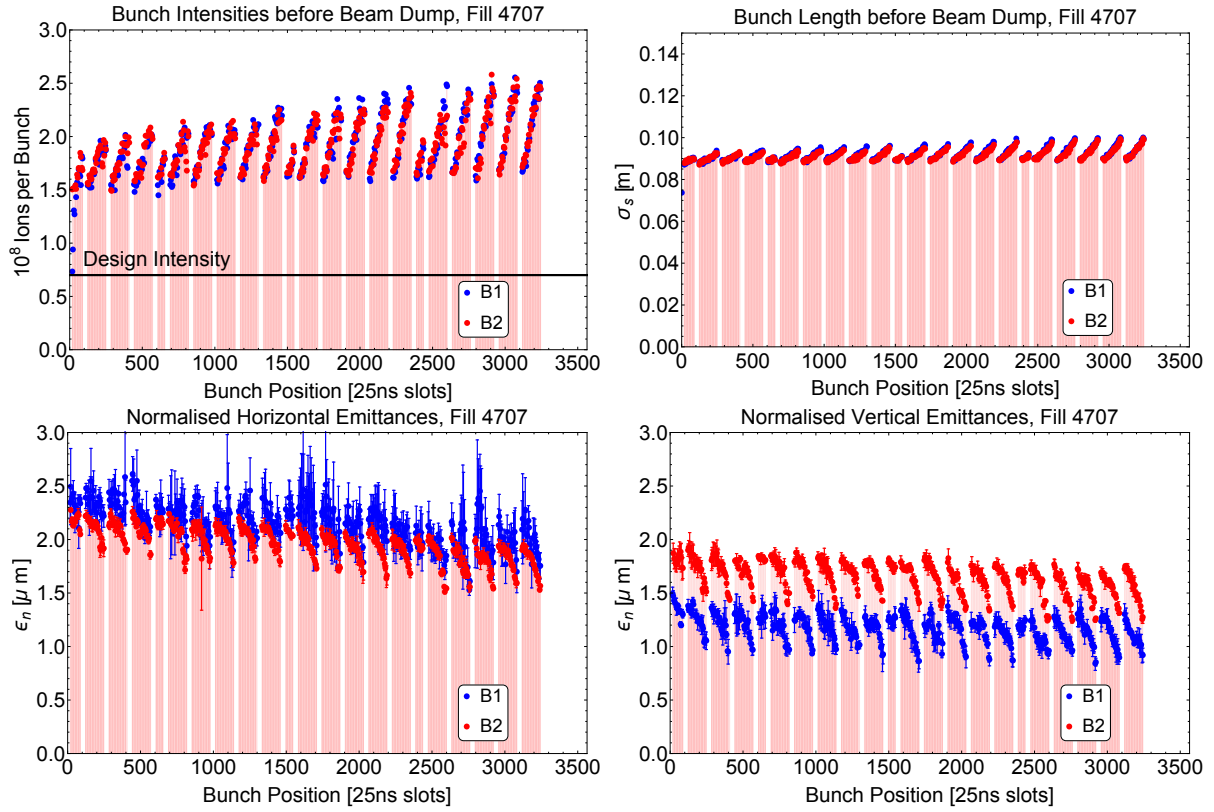 Bunch Intensities before Beam Dump, Fill 4707
3.0
2.5
2.0
1.5
1.0
0.5
0.0
10⁸ Ions per Bunch
Design Intensity
B1
B2
0 500 1000 1500 2000 2500 3000 3500
Bunch Position [25ns slots]
Bunch Length before Beam Dump, Fill 4707
0.14
0.12
0.10
0.08
0.06
0.04
0.02
0.00
σs [m]
B1
B2
0 500 1000 1500 2000 2500 3000 3500
Bunch Position [25ns slots]
Normalised Horizontal Emittances, Fill 4707
3.0
2.5
2.0
1.5
1.0
0.5
0.0
ϵn [μ m]
B1
B2
0 500 1000 1500 2000 2500 3000 3500
Bunch Position [25ns slots]
Normalised Vertical Emittances, Fill 4707
3.0
2.5
2.0
1.5
1.0
0.5
0.0
ϵn [μ m]
B1
B2
0 500 1000 1500 2000 2500 3000 3500
Bunch Position [25ns slots]